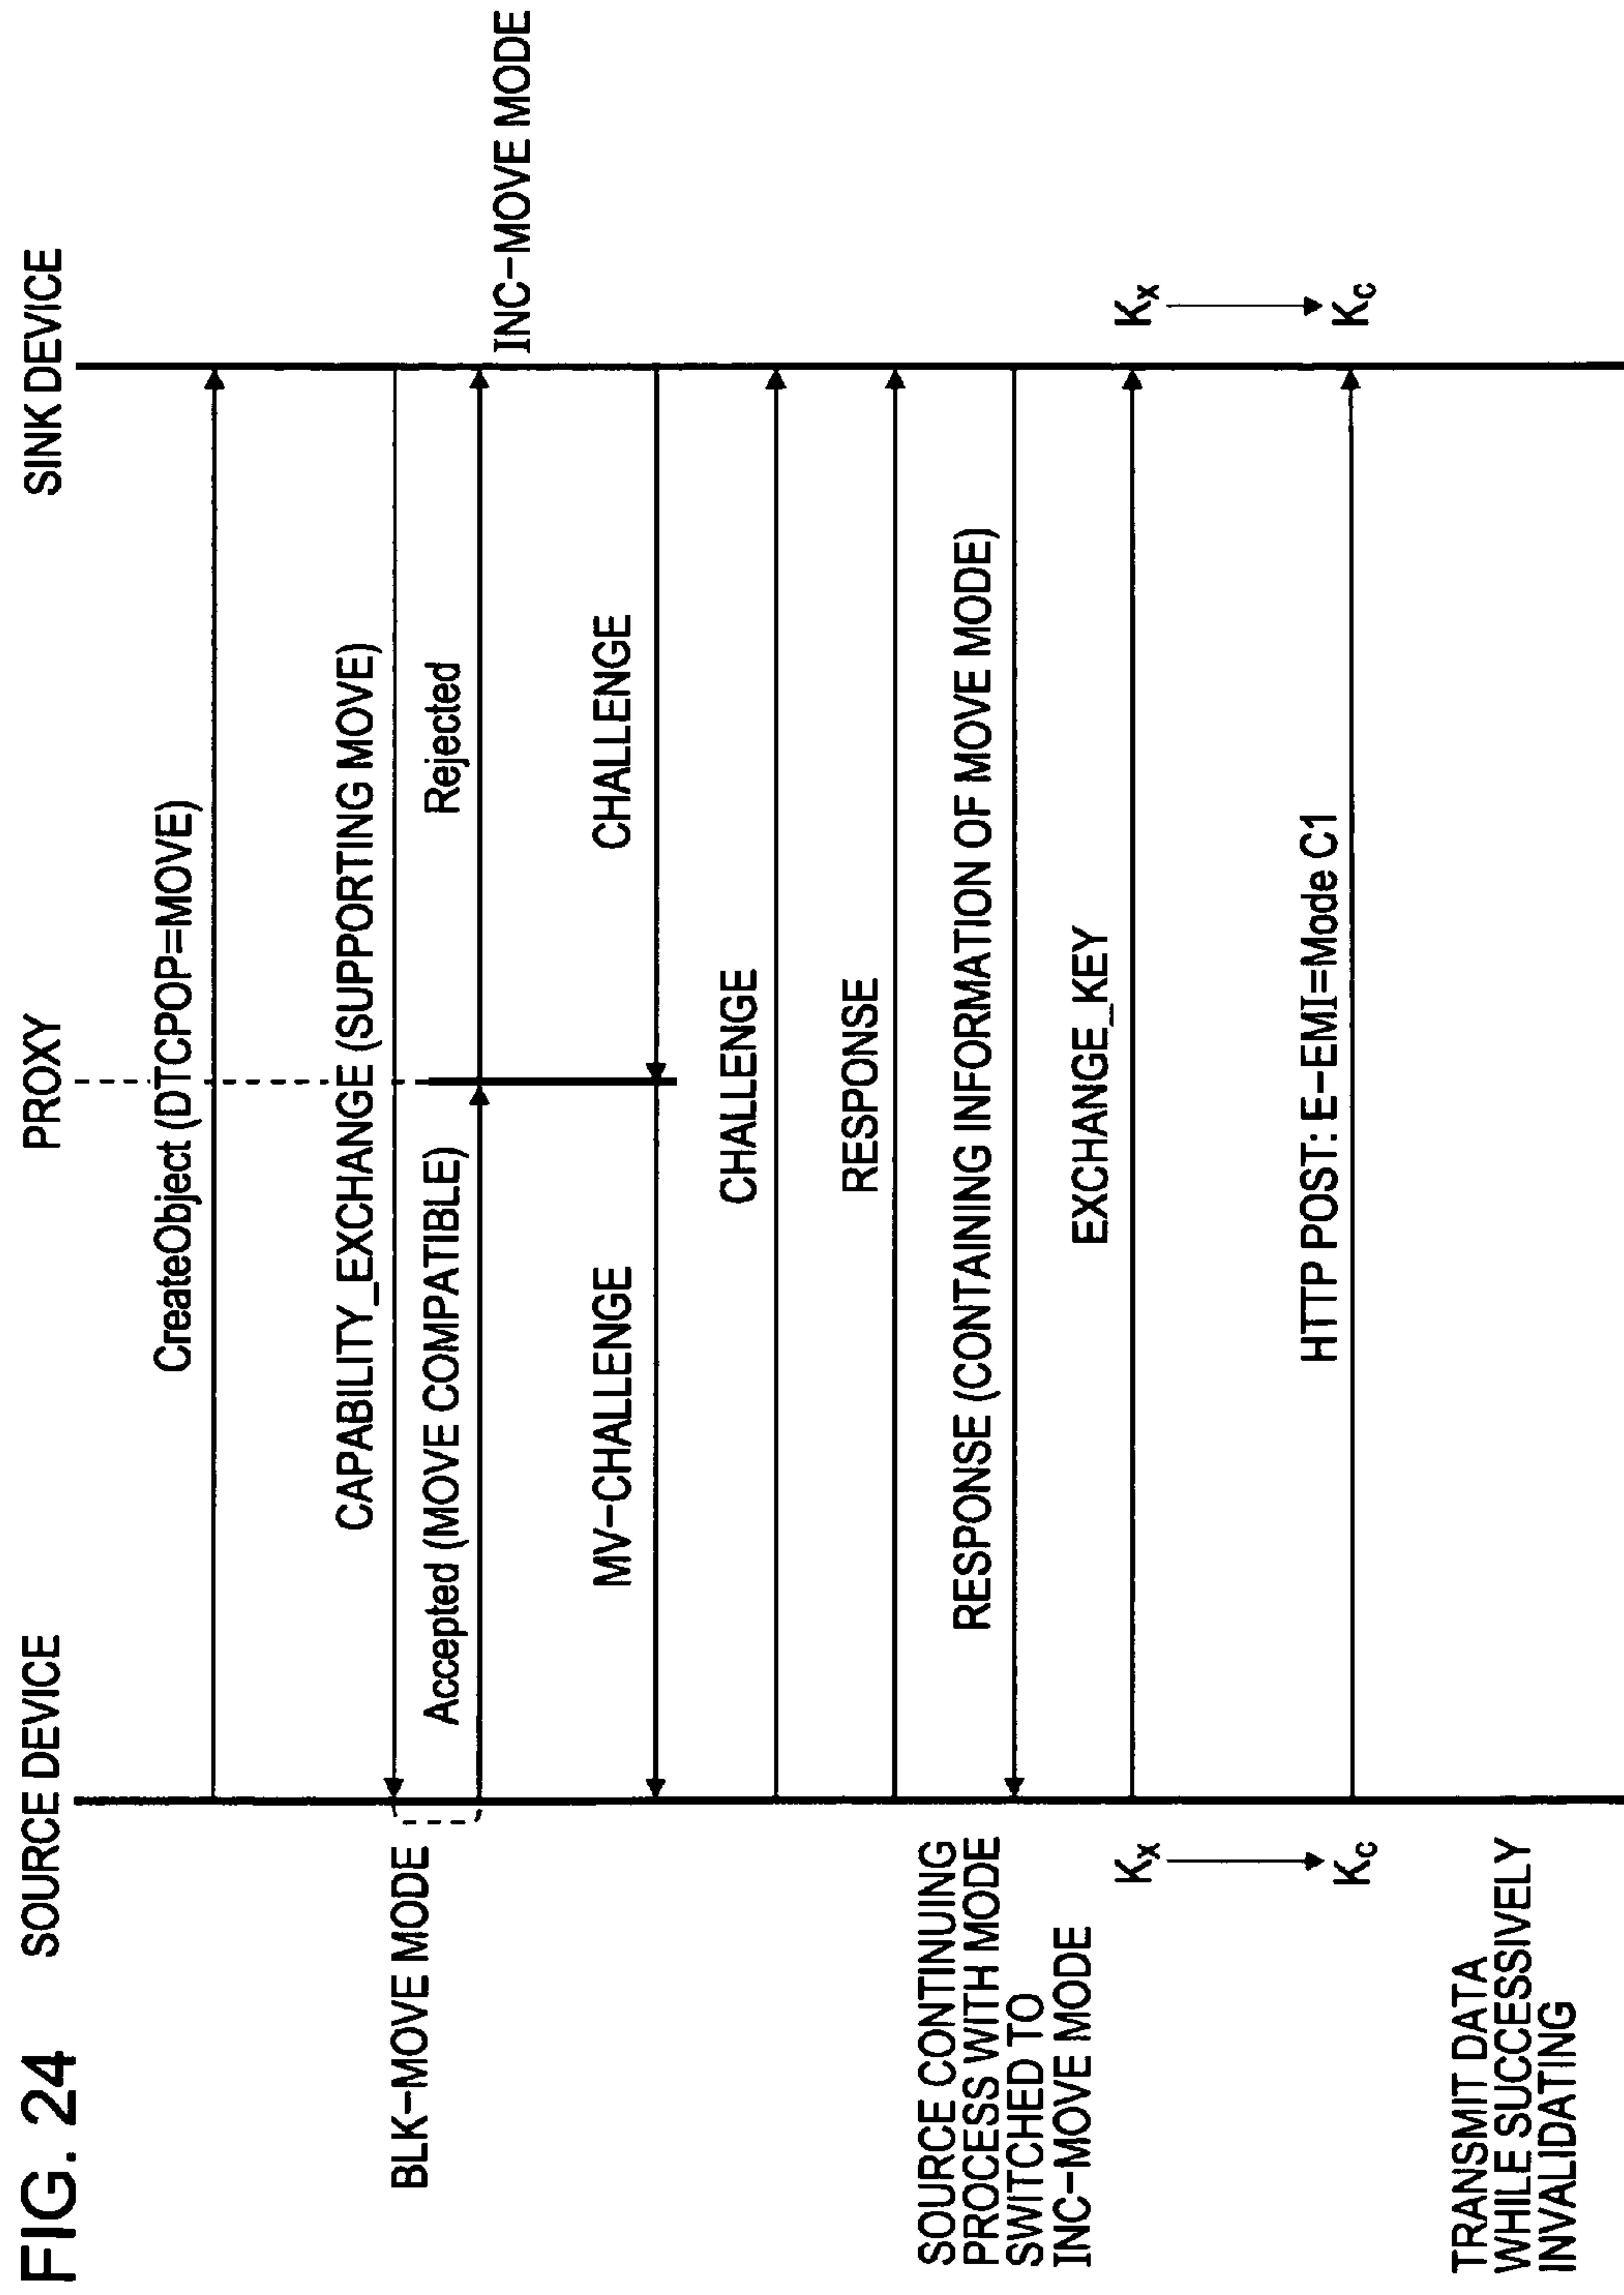 FIG. 24
SOURCE DEVICE
PROXY
SINK DEVICE
CreateObject (DTCPOP=MOVE)
CAPABILITY_EXCHANGE (SUPPORTING MOVE)
BLK-MOVE MODE
Accepted (MOVE COMPATIBLE)
Rejected
INC-MOVE MODE
MV-CHALLENGE
CHALLENGE
CHALLENGE
RESPONSE
RESPONSE (CONTAINING INFORMATION OF MOVE MODE)
SOURCE CONTINUING
PROCESS WITH MODE
SWITCHED TO
INC-MOVE MODE
EXCHANGE_KEY
Kx
Kx
HTTP POST: E-EMI=Mode C1
Kc
Kc
TRANSMIT DATA
WHILE SUCCESSIVELY
INVALIDATING